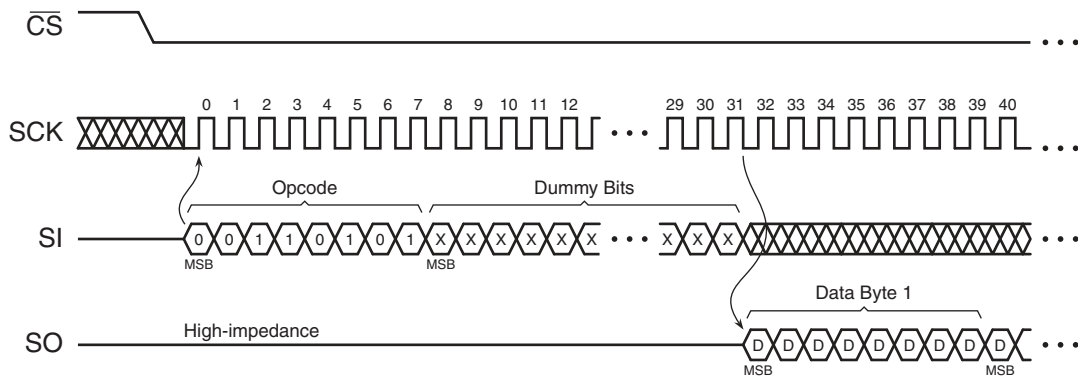 CS
SCK
0 1 2 3 4 5 6 7 8 9 10 11 12 29 30 31 32 33 34 35 36 37 38 39 40
Opcode Dummy Bits
SI
0 0 1 1 0 1 0 1 X X X X X X X X X
MSB MSB
Data Byte 1
High-impedance
SO
D D D D D D D D D
MSB MSB